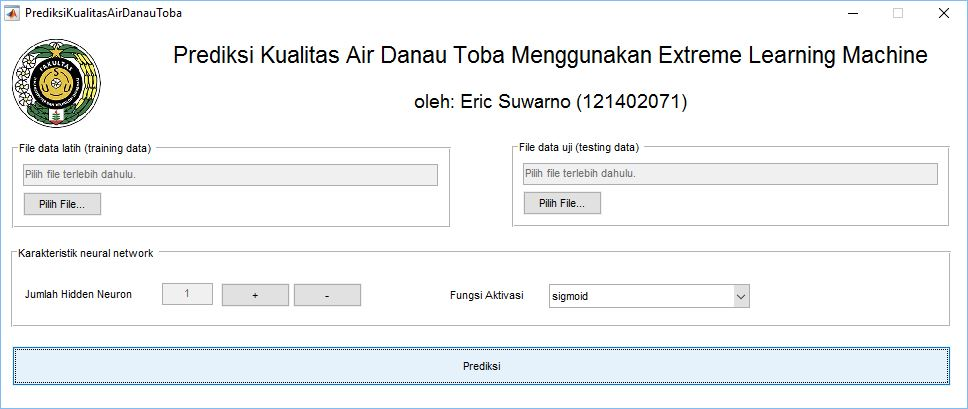 PrediksiKualitasAirDanauToba
Prediksi Kualitas Air Danau Toba Menggunakan Extreme Learning Machine
oleh: Eric Suwarno (121402071)
FAKULTAS
File data latih (training data)
Pilih file terlebih dahulu.
Pilih File...
File data uji (testing data)
Pilih file terlebih dahulu.
Pilih File...
Karakteristik neural network
Jumlah Hidden Neuron
1
+
-
Fungsi Aktivasi
sigmoid
Prediksi